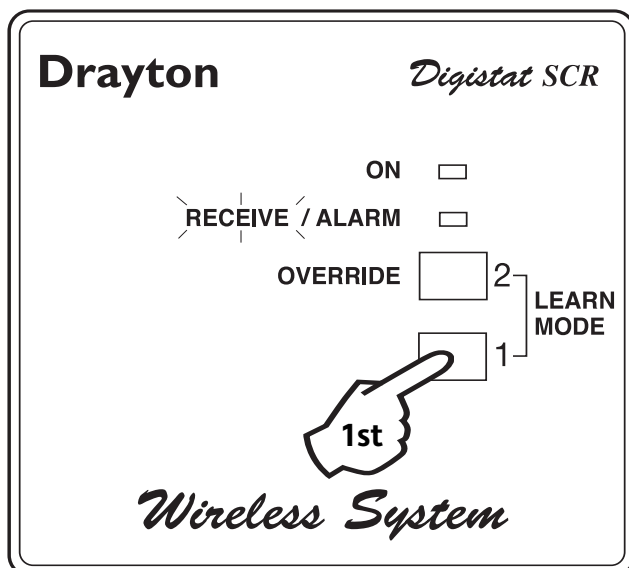 Drayton Digistat SCR
ON
RECEIVE / ALARM
OVERRIDE 2
LEARN
MODE
1
1st
Wireless System